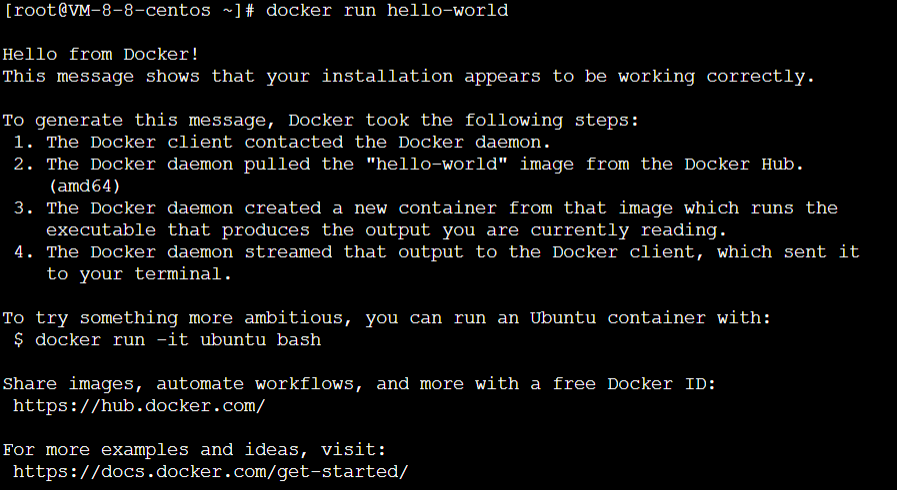 [root@VM-8-8-centos ~]# docker run hello-world
Hello from Docker!
This message shows that your installation appears to be working correctly.
To generate this message, Docker took the following steps:
1. The Docker client contacted the Docker daemon.
2. The Docker daemon pulled the "hello-world" image from the Docker Hub.
(amd64)
3. The Docker daemon created a new container from that image which runs the
executable that produces the output you are currently reading.
4. The Docker daemon streamed that output to the Docker client, which sent it
to your terminal.
To try something more ambitious, you can run an Ubuntu container with:
$ docker run -it ubuntu bash
Share images, automate workflows, and more with a free Docker ID:
https://hub.docker.com/
For more examples and ideas, visit:
https://docs.docker.com/get-started/